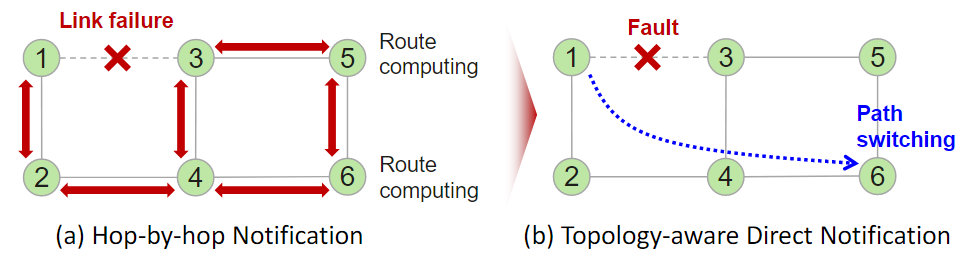 Link failure
1
3
5
Route
computing
2
4
6
Route
computing
(a) Hop-by-hop Notification
Fault
1
3
5
Path
switching
2
4
6
(b) Topology-aware Direct Notification